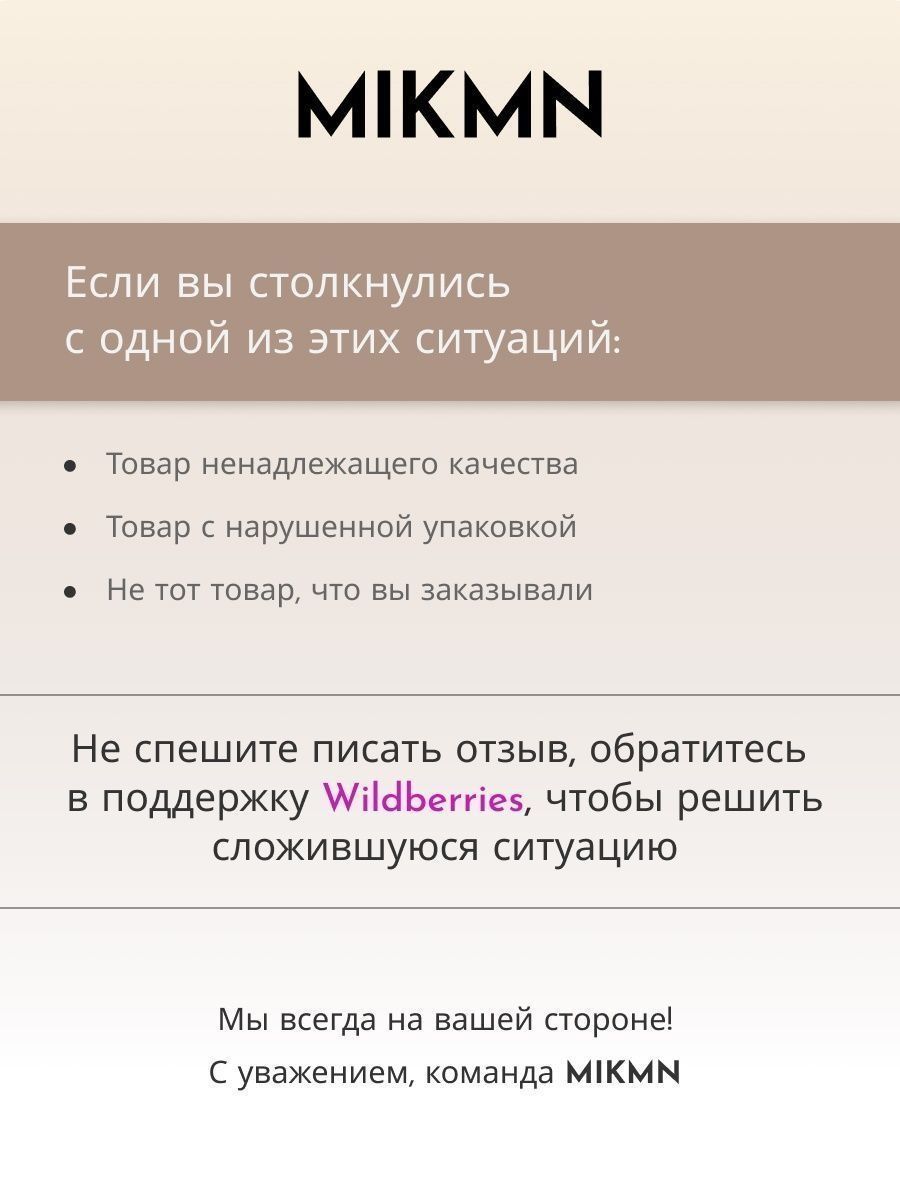 MIKMN
Если вы столкнулись
с одной из этих ситуаций:
• Товар ненадлежащего качества
• Товар с нарушенной упаковкой
• Не тот товар, что вы заказывали
Не спешите писать отзыв, обратитесь
в поддержку Wildberries, чтобы решить
сложившуюся ситуацию
Мы всегда на вашей стороне!
С уважением, команда MIKMN